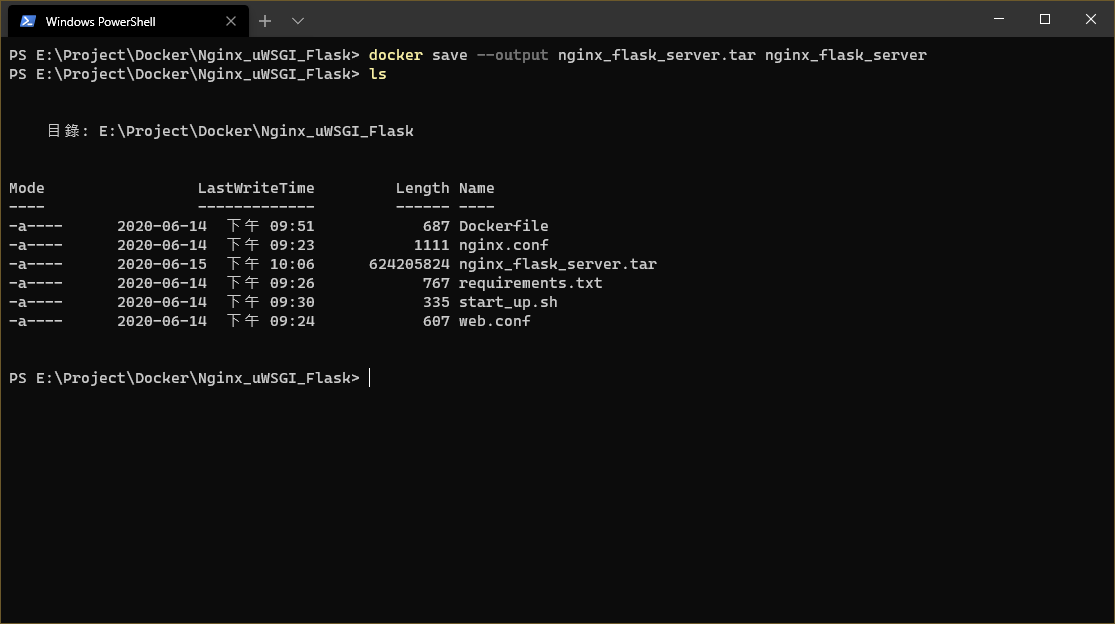 Windows PowerShell
PS E:\Project\Docker\Nginx_uWSGI_Flask> docker save --output nginx_flask_server.tar nginx_flask_server
PS E:\Project\Docker\Nginx_uWSGI_Flask> ls
目錄: E:\Project\Docker\Nginx_uWSGI_Flask
Mode                 LastWriteTime         Length Name
----                 -------------         ------ ----
-a----      2020-06-14  下午 09:51            687 Dockerfile
-a----      2020-06-14  下午 09:23           1111 nginx.conf
-a----      2020-06-15  下午 10:06      624205824 nginx_flask_server.tar
-a----      2020-06-14  下午 09:26            767 requirements.txt
-a----      2020-06-14  下午 09:30            335 start_up.sh
-a----      2020-06-14  下午 09:24            607 web.conf
PS E:\Project\Docker\Nginx_uWSGI_Flask>